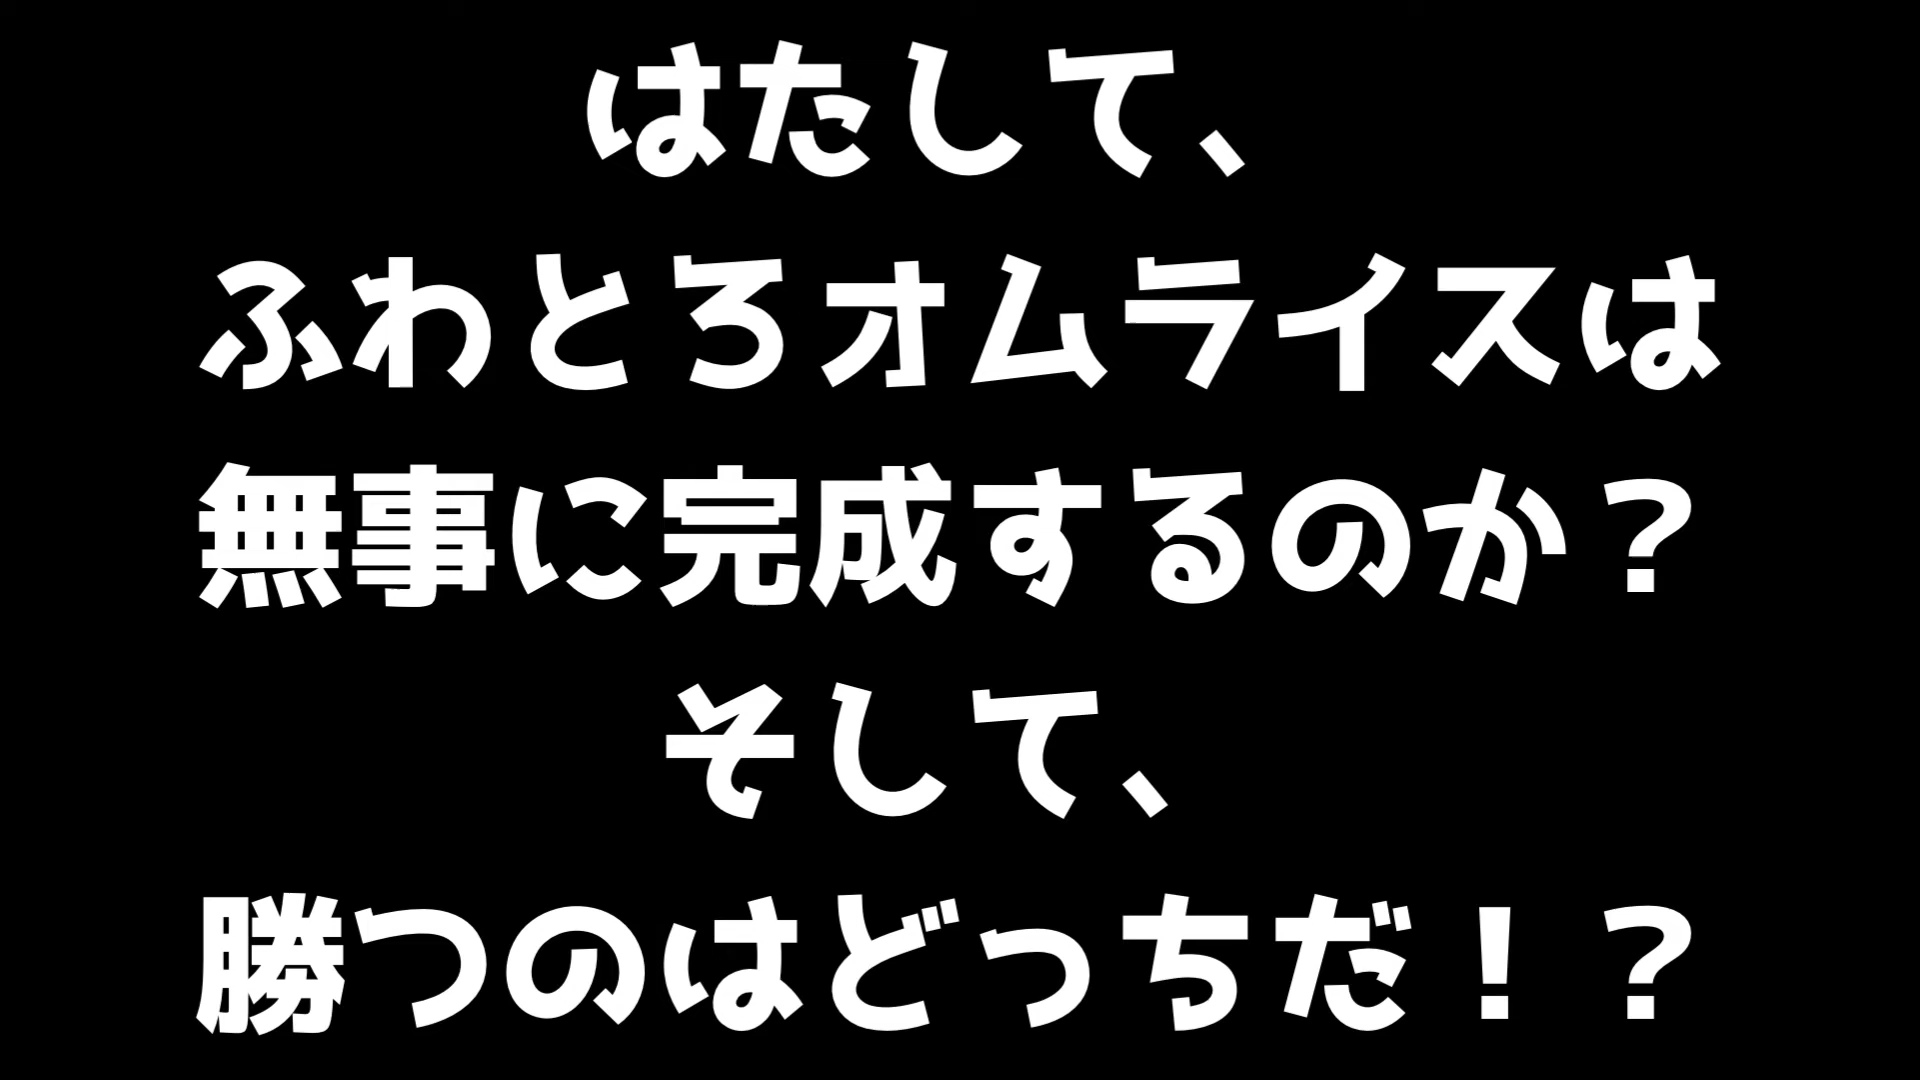 はたして、
ふわとろオムライスは
無事に完成するのか？
そして、
勝つのはどっちだ！？